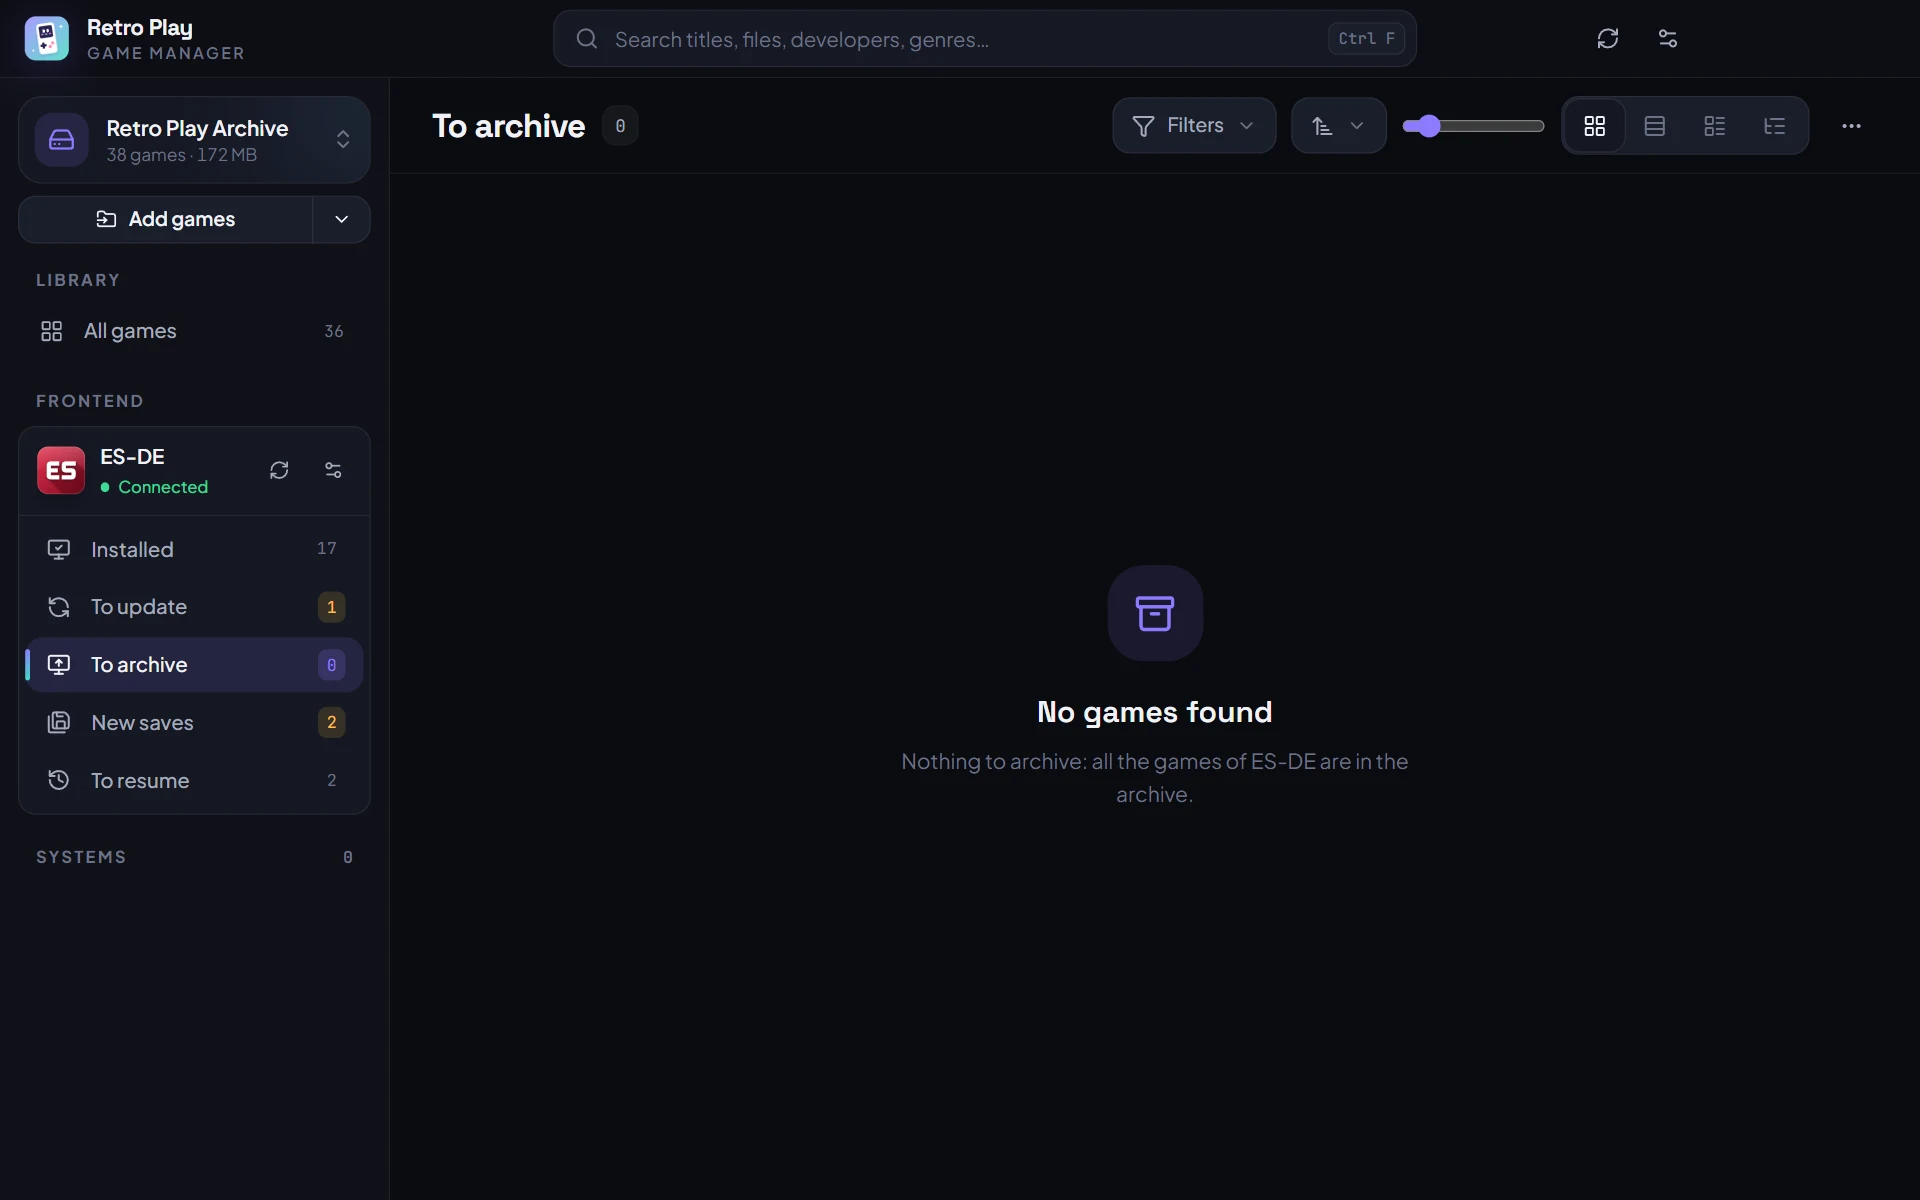 Retro Play
GAME MANAGER
Search titles, files, developers, genres...
Ctrl F
Retro Play Archive
38 games · 172 MB
Add games
LIBRARY
All games 36
FRONTEND
ES
ES-DE
Connected
Installed 17
To update 1
To archive 0
New saves 2
To resume 2
SYSTEMS 0
To archive 0
Filters
No games found
Nothing to archive: all the games of ES-DE are in the
archive.